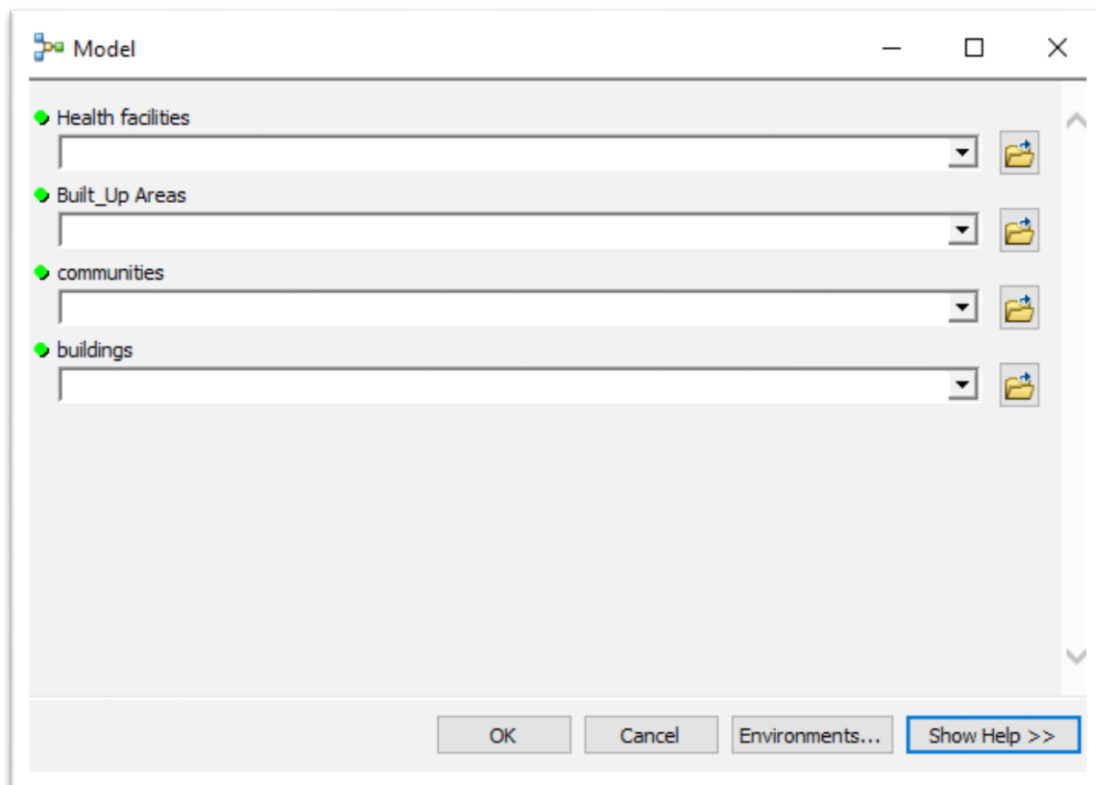 Model
Health facilities
Built_Up Areas
communities
buildings
OK Cancel Environments... Show Help >>